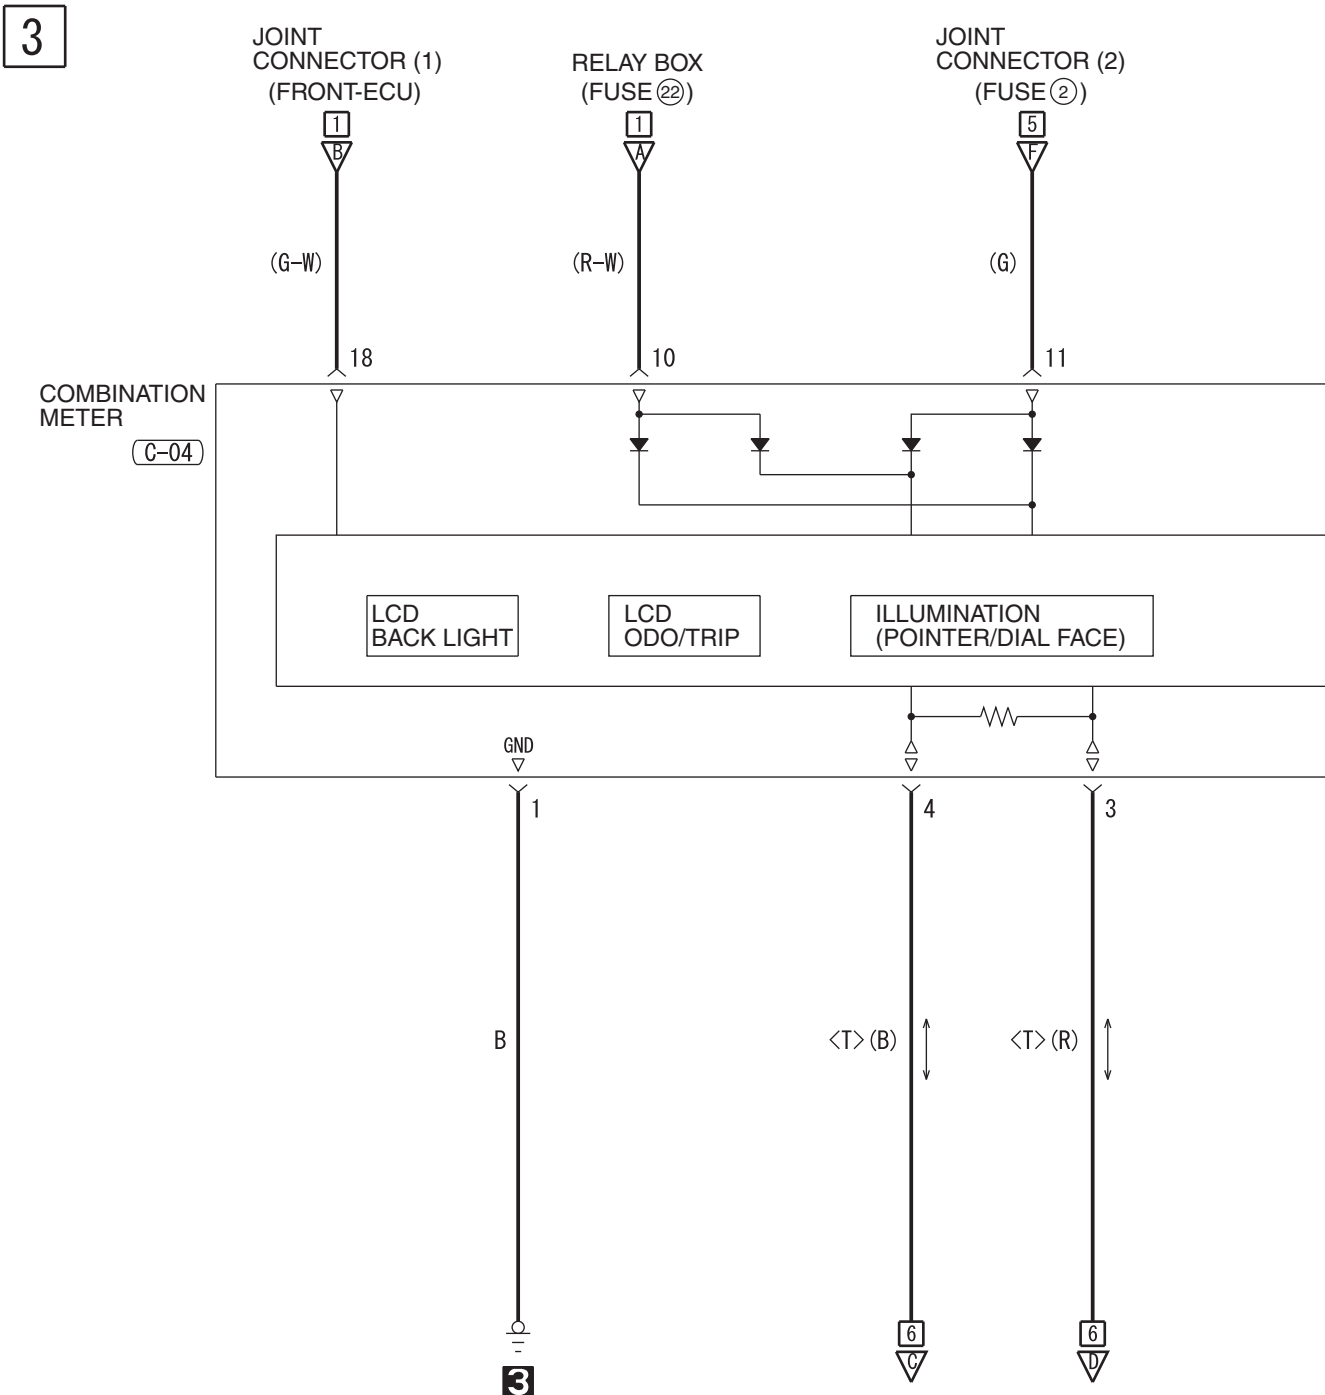 3
JOINT
CONNECTOR (1)
(FRONT-ECU)
RELAY BOX
(FUSE 22)
JOINT
CONNECTOR (2)
(FUSE 2)
1
1
5
B
A
F
(G-W)
(R-W)
(G)
18
10
11
COMBINATION
METER
C-04
LCD
BACK LIGHT
LCD
ODO/TRIP
ILLUMINATION
(POINTER/DIAL FACE)
GND
1
4
3
B
<T>(B)
<T>(R)
6
6
C
D
3